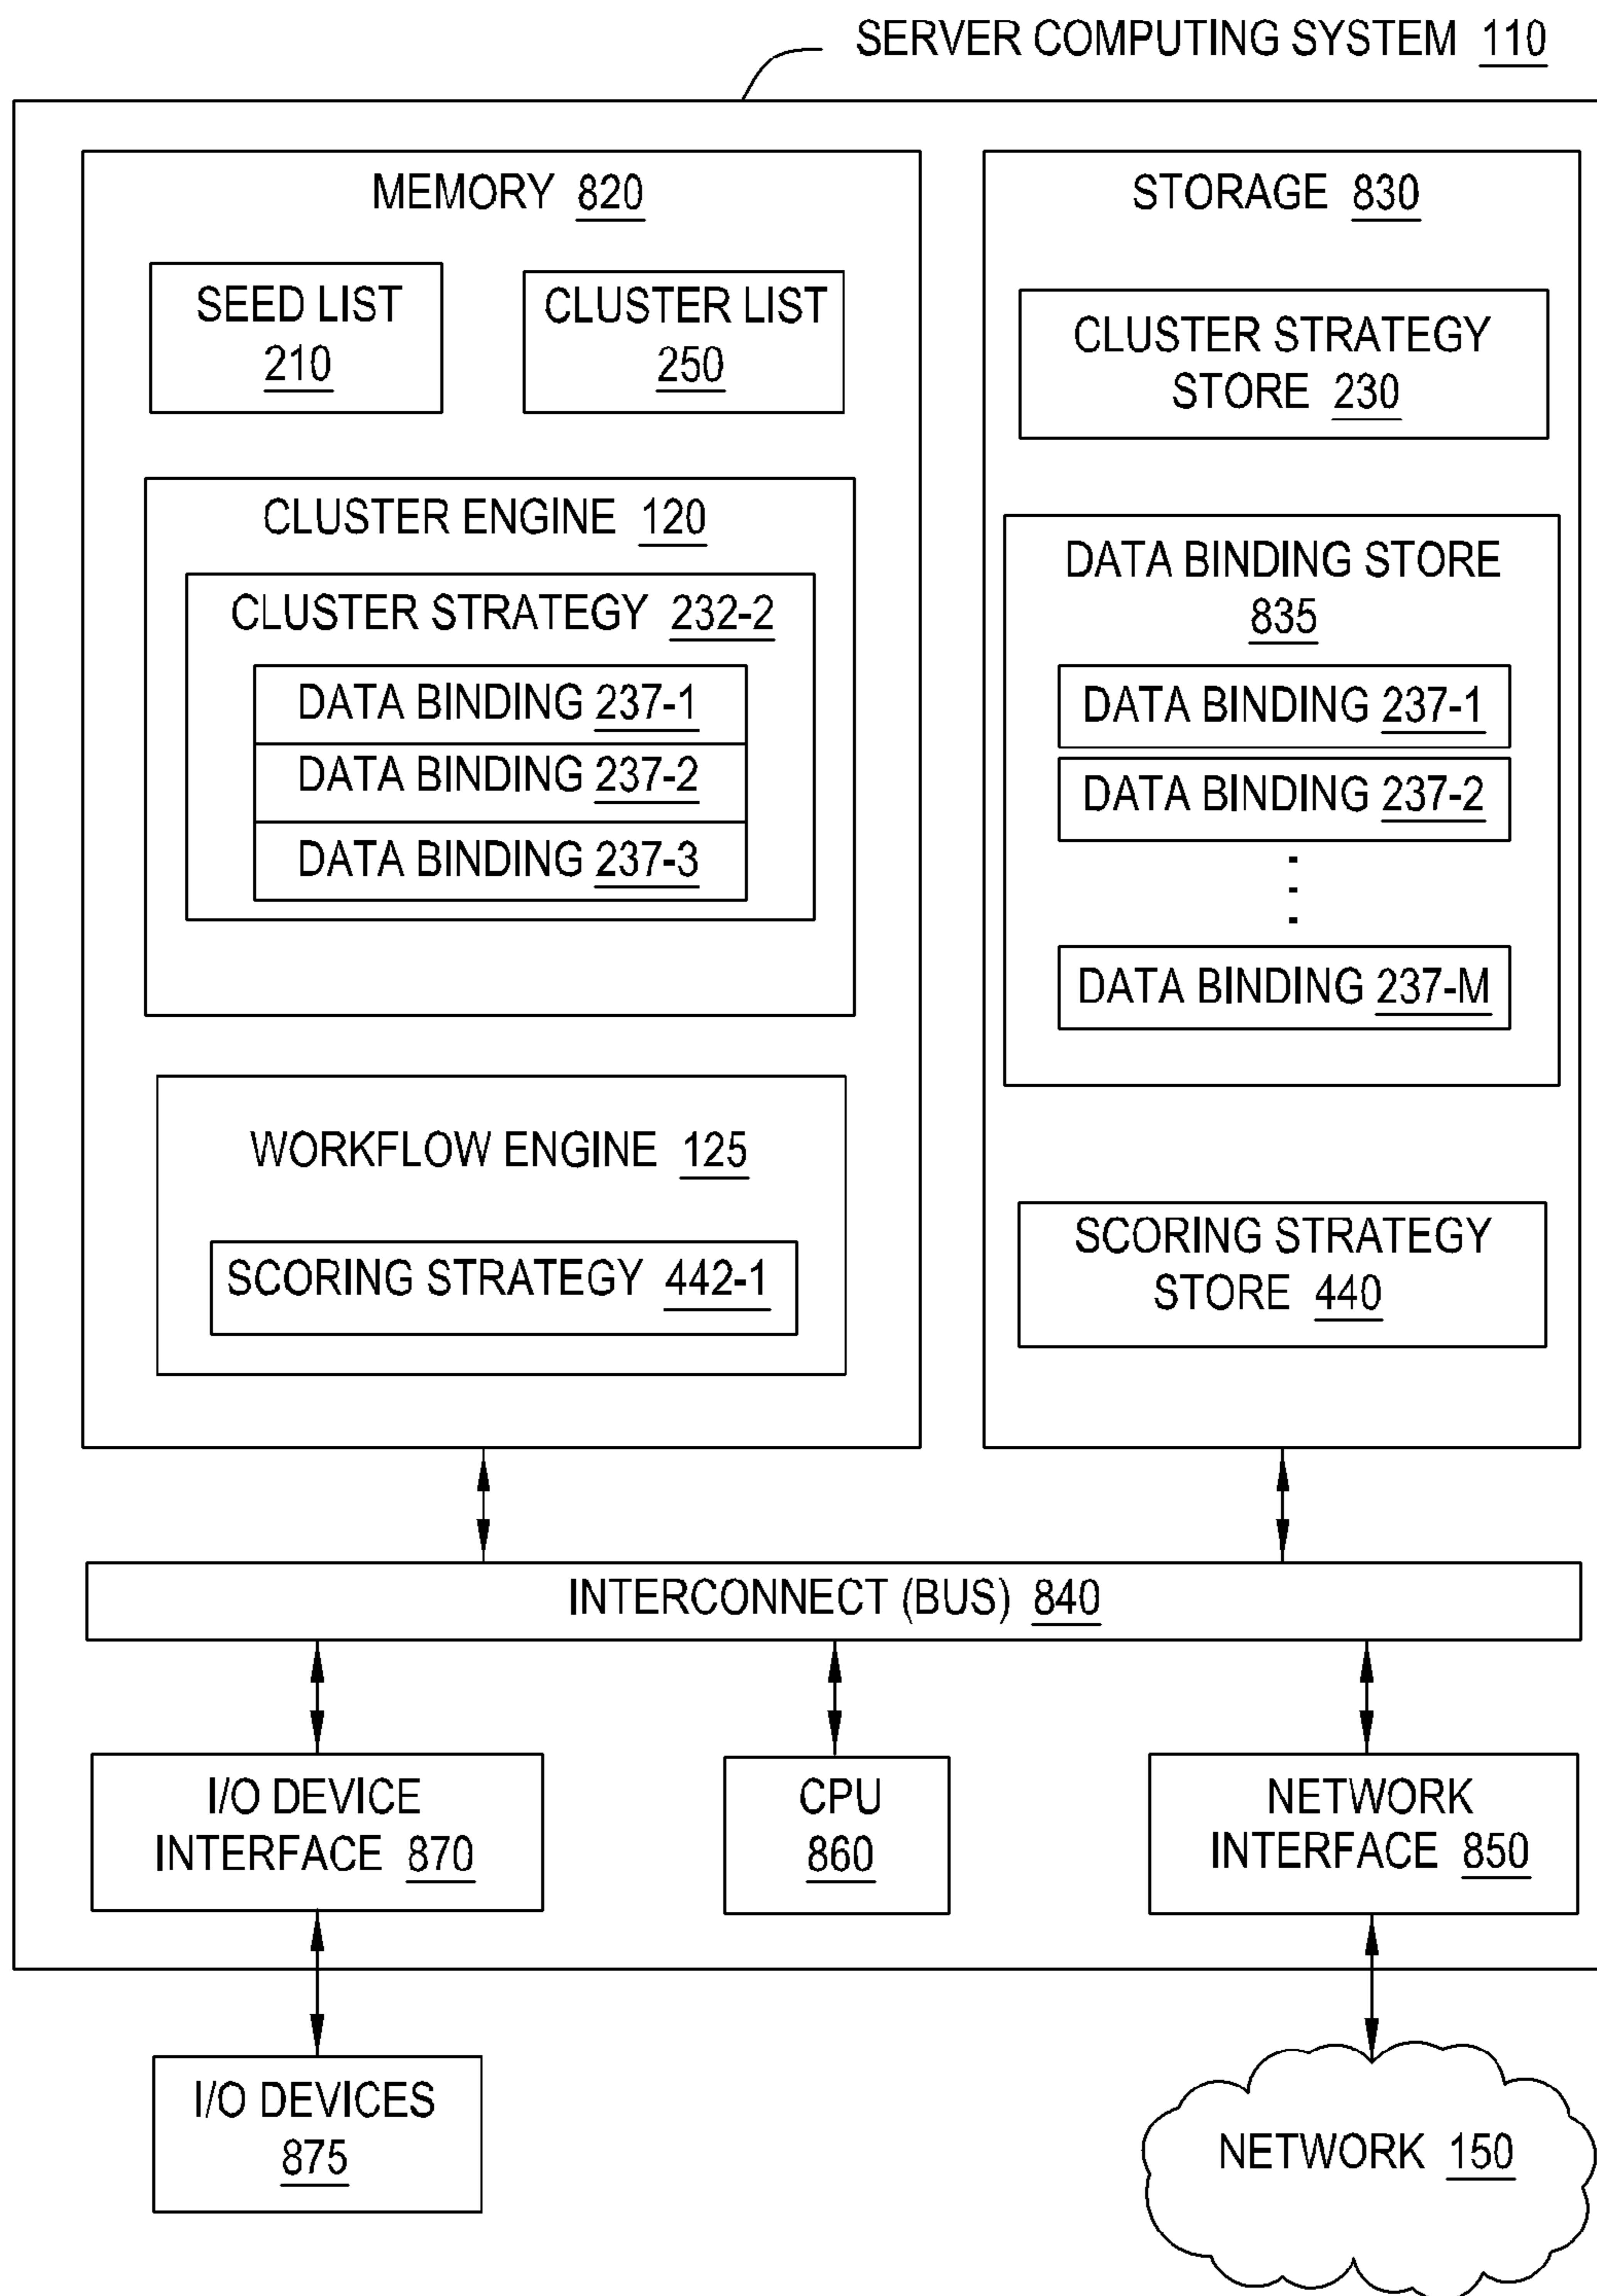 SERVER COMPUTING SYSTEM 110
MEMORY 820
SEED LIST
210
CLUSTER LIST
250
CLUSTER ENGINE 120
CLUSTER STRATEGY 232-2
DATA BINDING 237-1
DATA BINDING 237-2
DATA BINDING 237-3
WORKFLOW ENGINE 125
SCORING STRATEGY 442-1
STORAGE 830
CLUSTER STRATEGY
STORE 230
DATA BINDING STORE
835
DATA BINDING 237-1
DATA BINDING 237-2
DATA BINDING 237-M
SCORING STRATEGY
STORE 440
INTERCONNECT (BUS) 840
I/O DEVICE
INTERFACE 870
CPU
860
NETWORK
INTERFACE 850
I/O DEVICES
875
NETWORK 150